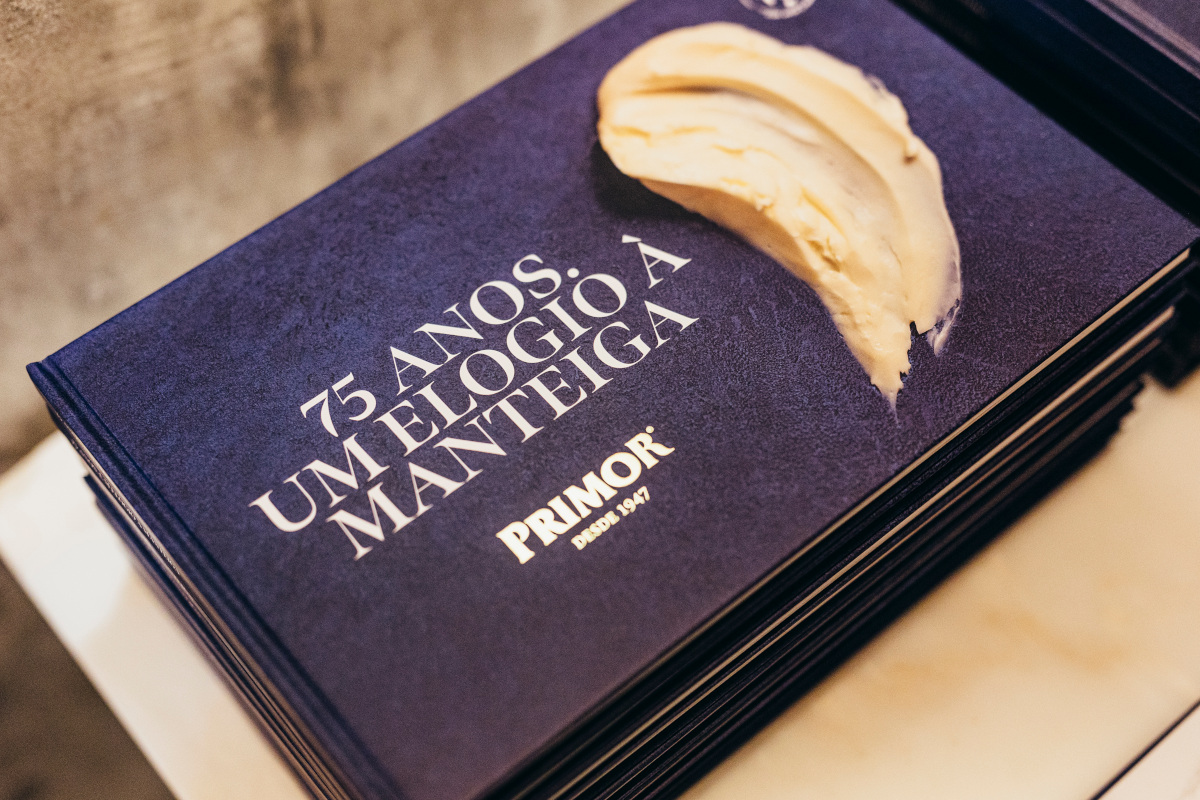 75 ANOS.
UM ELOGIO À
MANTEIGA
PRIMOR®
DESDE 1947